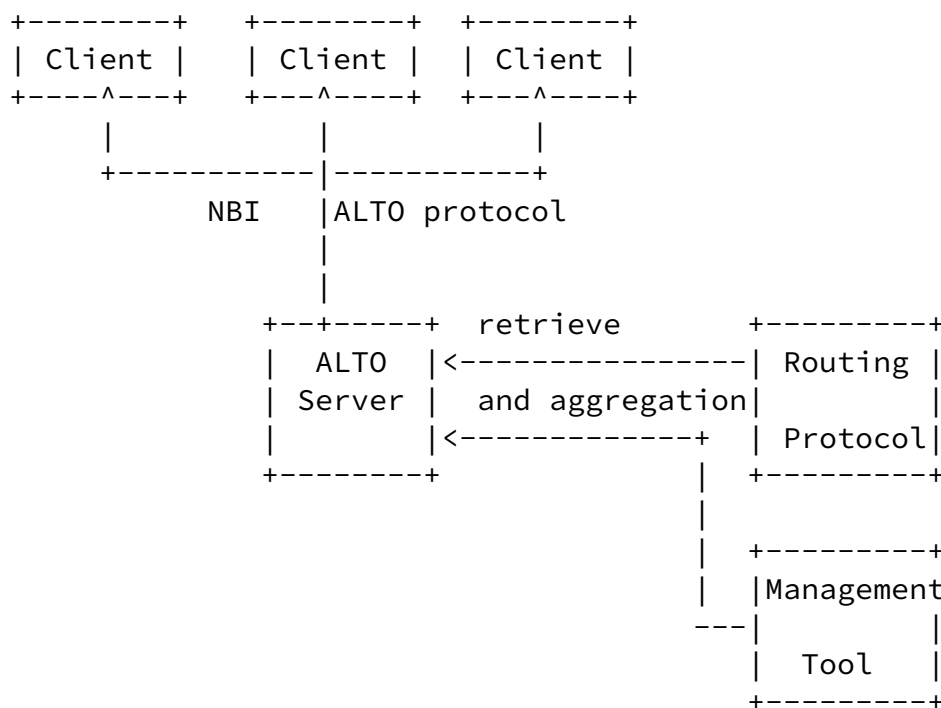 Client Client Client
NBI ALTO protocol
retrieve
ALTO Routing
Server and aggregation
Protocol
Management
Tool